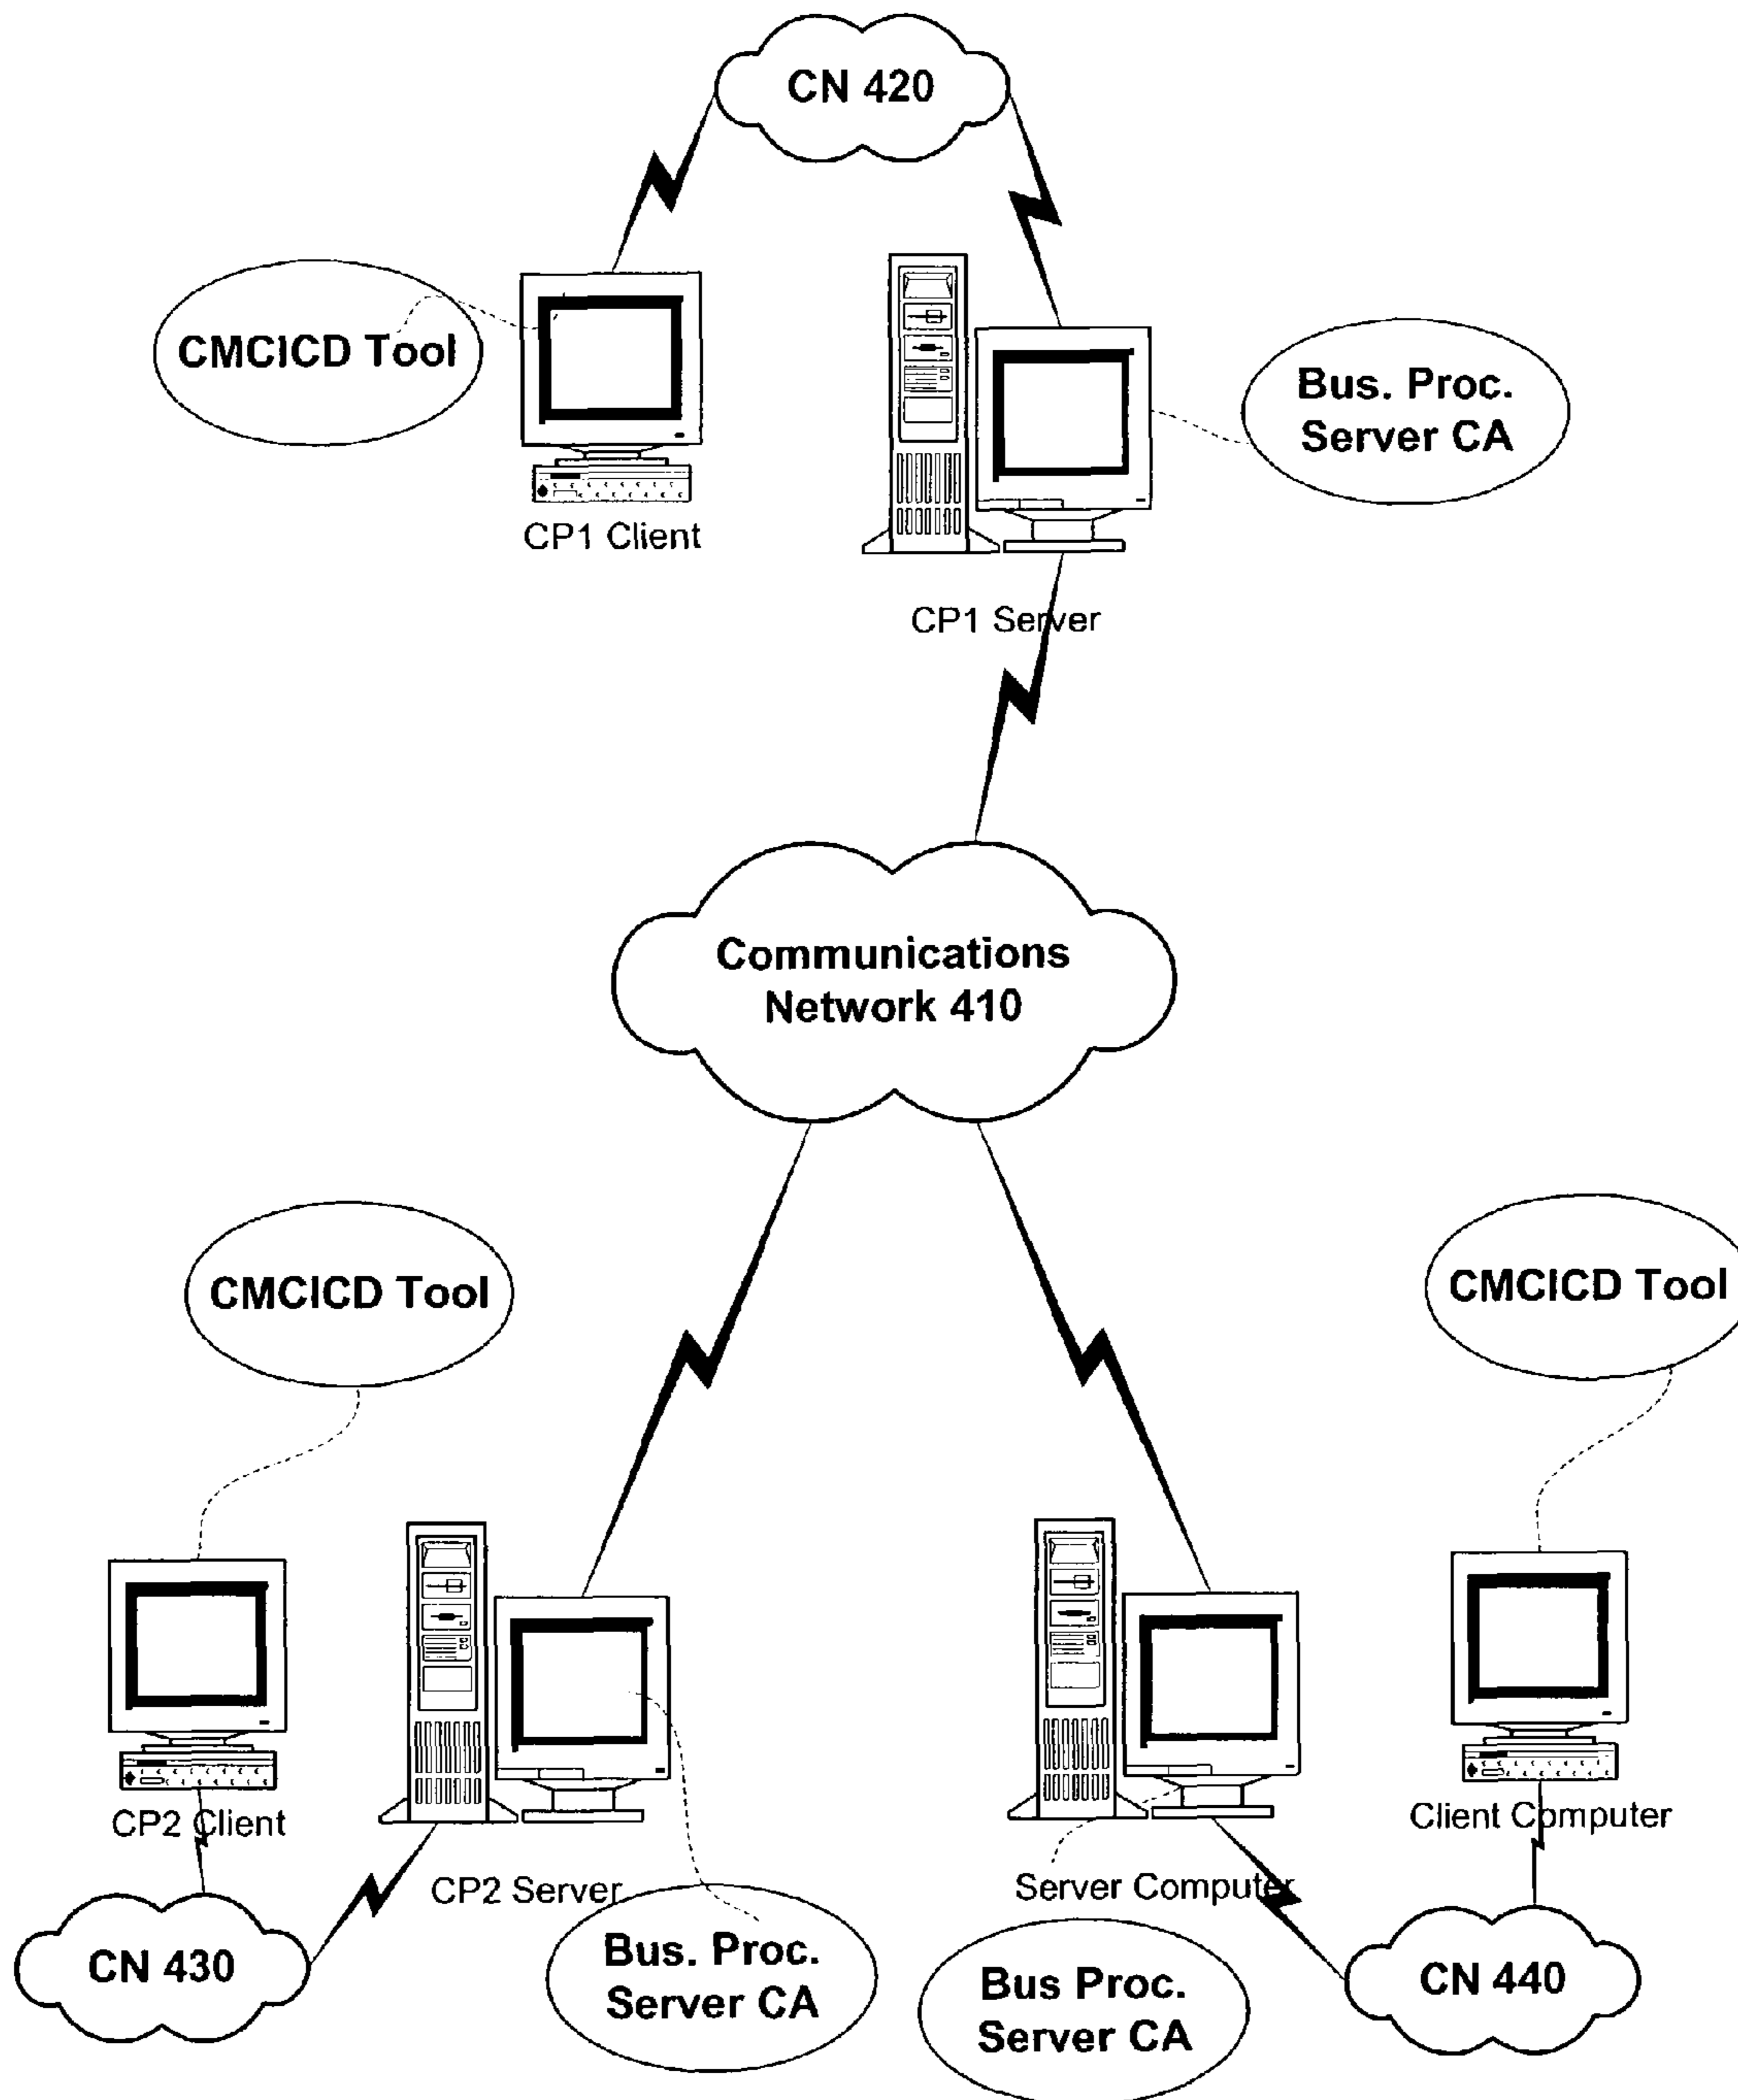 CN 420
CMCICD Tool
Bus. Proc.
Server CA
CP1 Client
CP1 Server
Communications
Network 410
CMCICD Tool
CMCICD Tool
CP2 Client
Client Computer
CP2 Server
Server Computer
CN 430
Bus. Proc.
Server CA
Bus Proc.
Server CA
CN 440